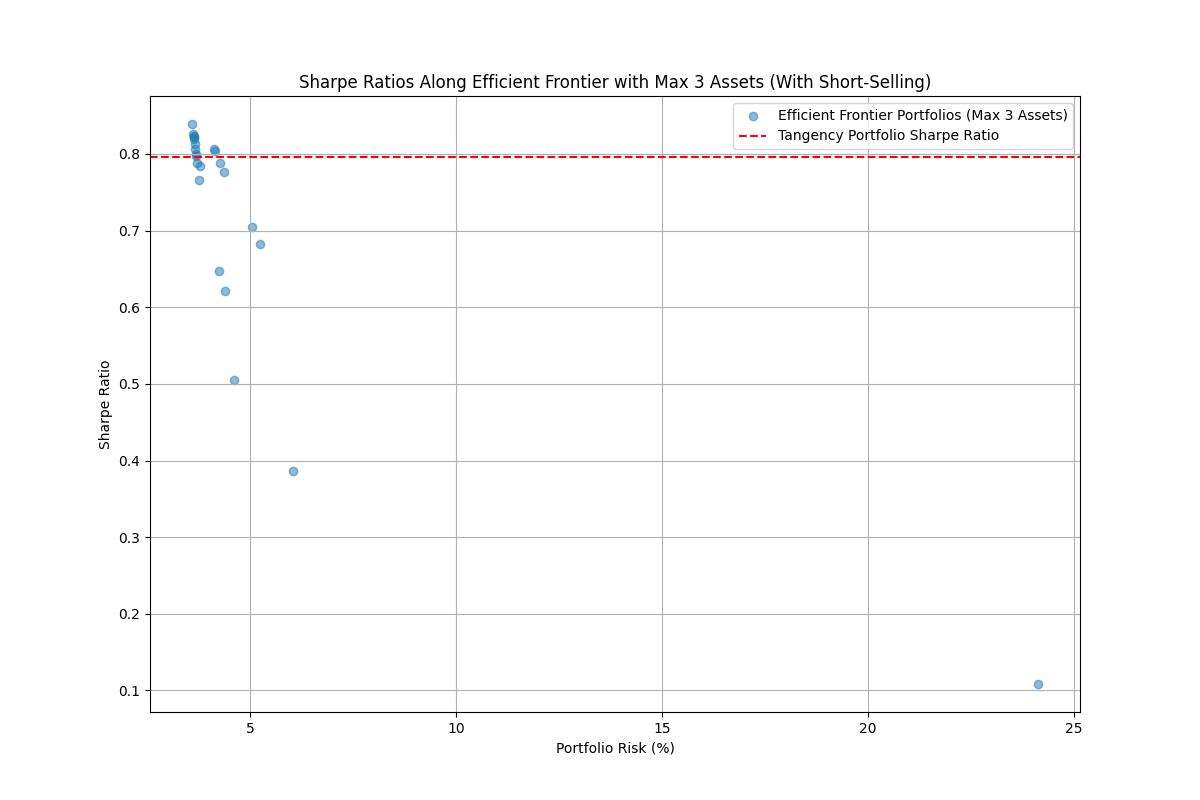 Sharpe Ratios Along Efficient Frontier with Max 3 Assets (With Short-Selling)
Efficient Frontier Portfolios (Max 3 Assets)
Tangency Portfolio Sharpe Ratio
0.8
0.7
0.6
0.5
0.4
0.3
0.2
0.1
Sharpe Ratio
5
10
15
20
25
Portfolio Risk (%)